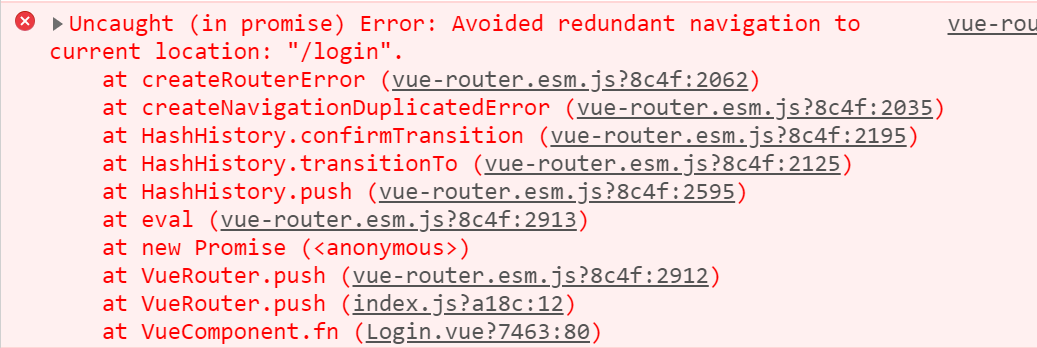 Uncaught (in promise) Error: Avoided redundant navigation to vue-rou
current location: "/login".
at createRouterError (vue-router.esm.js?8c4f:2062)
at createNavigationDuplicatedError (vue-router.esm.js?8c4f:2035)
at HashHistory.confirmTransition (vue-router.esm.js?8c4f:2195)
at HashHistory.transitionTo (vue-router.esm.js?8c4f:2125)
at HashHistory.push (vue-router.esm.js?8c4f:2595)
at eval (vue-router.esm.js?8c4f:2913)
at new Promise (<anonymous>)
at VueRouter.push (vue-router.esm.js?8c4f:2912)
at VueRouter.push (index.js?a18c:12)
at VueComponent.fn (Login.vue?7463:80)